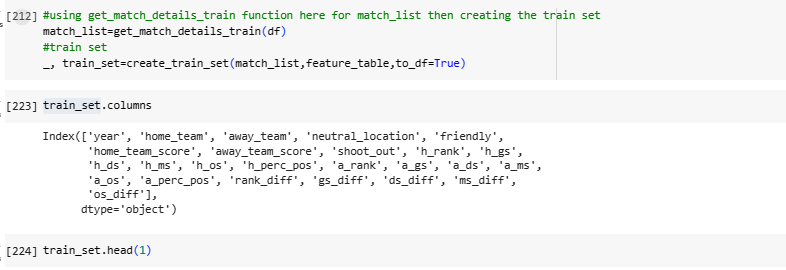 [212] #using get_match_details_train function here for match_list then creating the train set
match_list=get_match_details_train(df)
#train set
_, train_set=create_train_set(match_list,feature_table,to_df=True)
[223] train_set.columns
Index(['year', 'home_team', 'away_team', 'neutral_location', 'friendly',
'home_team_score', 'away_team_score', 'shoot_out', 'h_rank', 'h_gs',
'h_ds', 'h_ms', 'h_os', 'h_perc_pos', 'a_rank', 'a_gs', 'a_ds', 'a_ms',
'a_os', 'a_perc_pos', 'rank_diff', 'gs_diff', 'ds_diff', 'ms_diff',
'os_diff'],
dtype='object')
[224] train_set.head(1)